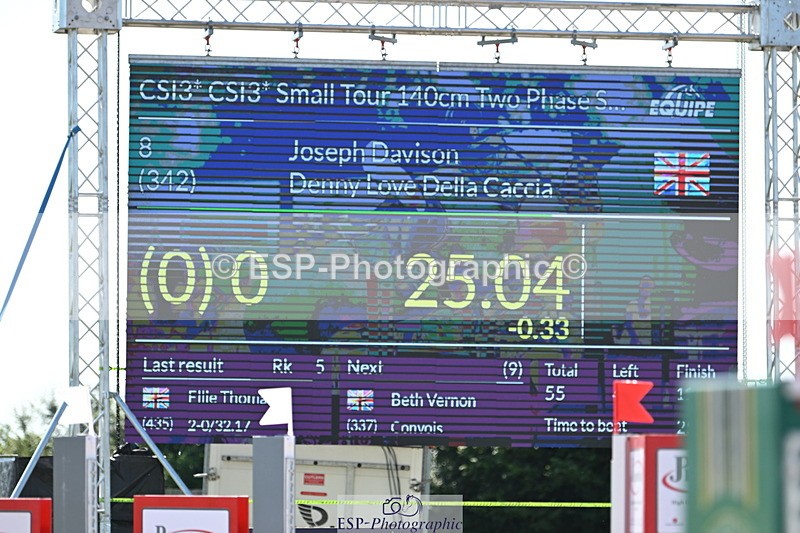 CSI3* CSI3* Small Tour 140cm Two Phase S...
EQUIPE
8 Joseph Davison
(342) Denny Love Della Caccia
(0) 0 25.04
-0.33
© ESP-Photographic ©
Last result Rk 5 Next (9) Total Left Finish
Ellie Thoma Beth Vernon 55
(435) 2-0/32.17 (337) Convois Time to beat
ESP-Photographic